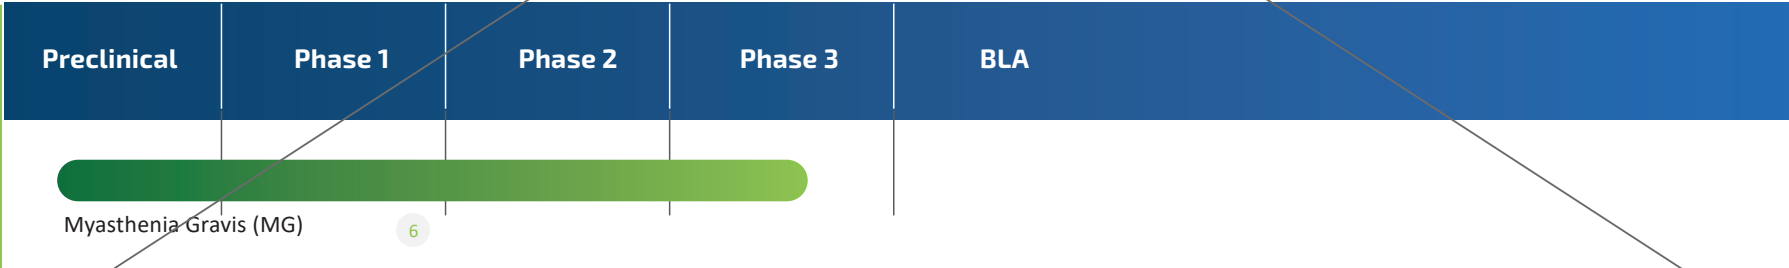 Preclinical Phase 1 Phase 2 Phase 3 BLA
Myasthenia Gravis (MG) 6